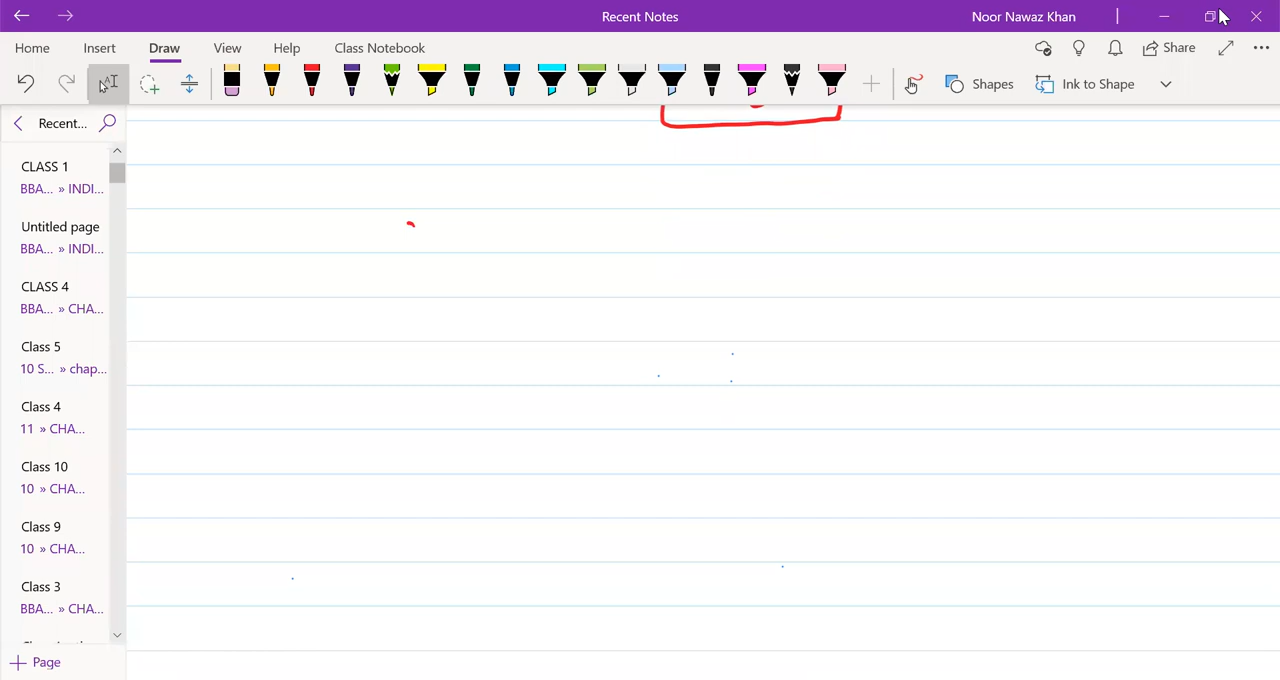 Recent Notes
Noor Nawaz Khan
Home Insert Draw View Help Class Notebook
Share
Shapes
Ink to Shape
Recent...
CLASS 1
BBA... » INDI...
Untitled page
BBA... » INDI...
CLASS 4
BBA... » CHA...
Class 5
10 S... » chap...
Class 4
11 » CHA...
Class 10
10 » CHA...
Class 9
10 » CHA...
Class 3
BBA... » CHA...
Page